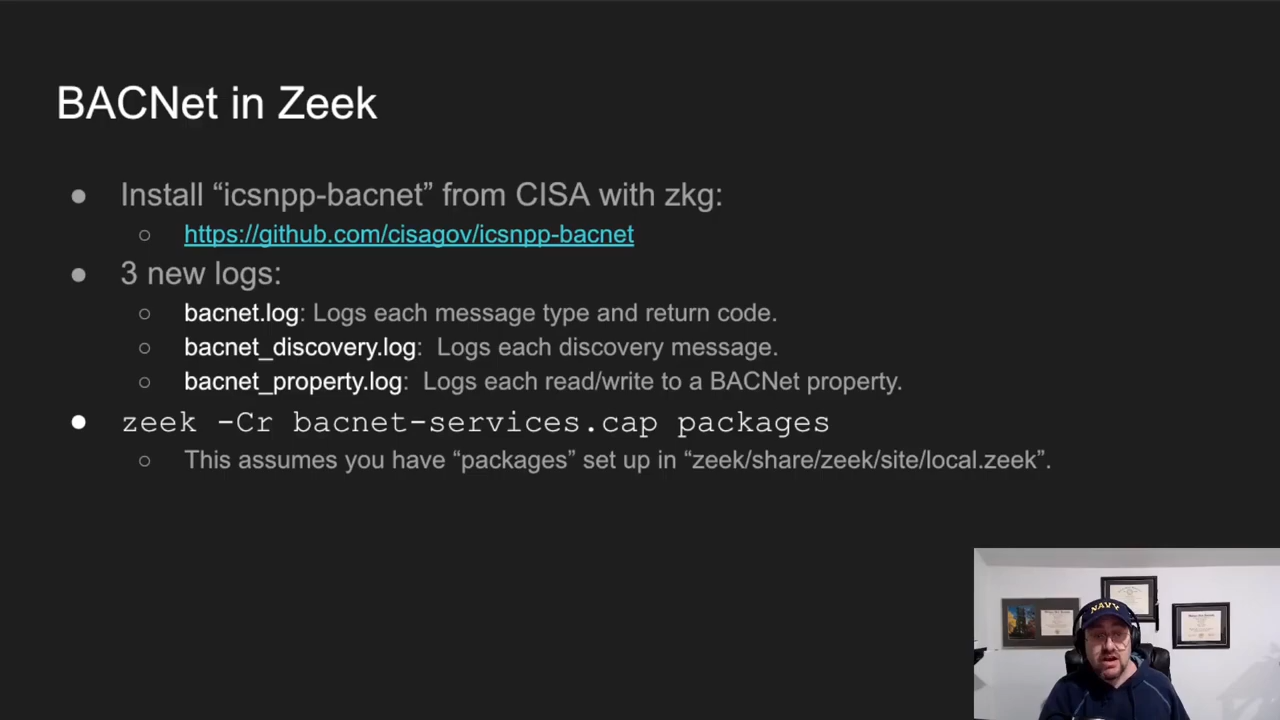 BACNet in Zeek
● Install “icsnpp-bacnet” from CISA with zkg:
○ https://github.com/cisagov/icsnpp-bacnet
● 3 new logs:
○ bacnet.log: Logs each message type and return code.
○ bacnet_discovery.log: Logs each discovery message.
○ bacnet_property.log: Logs each read/write to a BACNet property.
● zeek -Cr bacnet-services.cap packages
○ This assumes you have “packages” set up in “zeek/share/zeek/site/local.zeek”.
NAVY